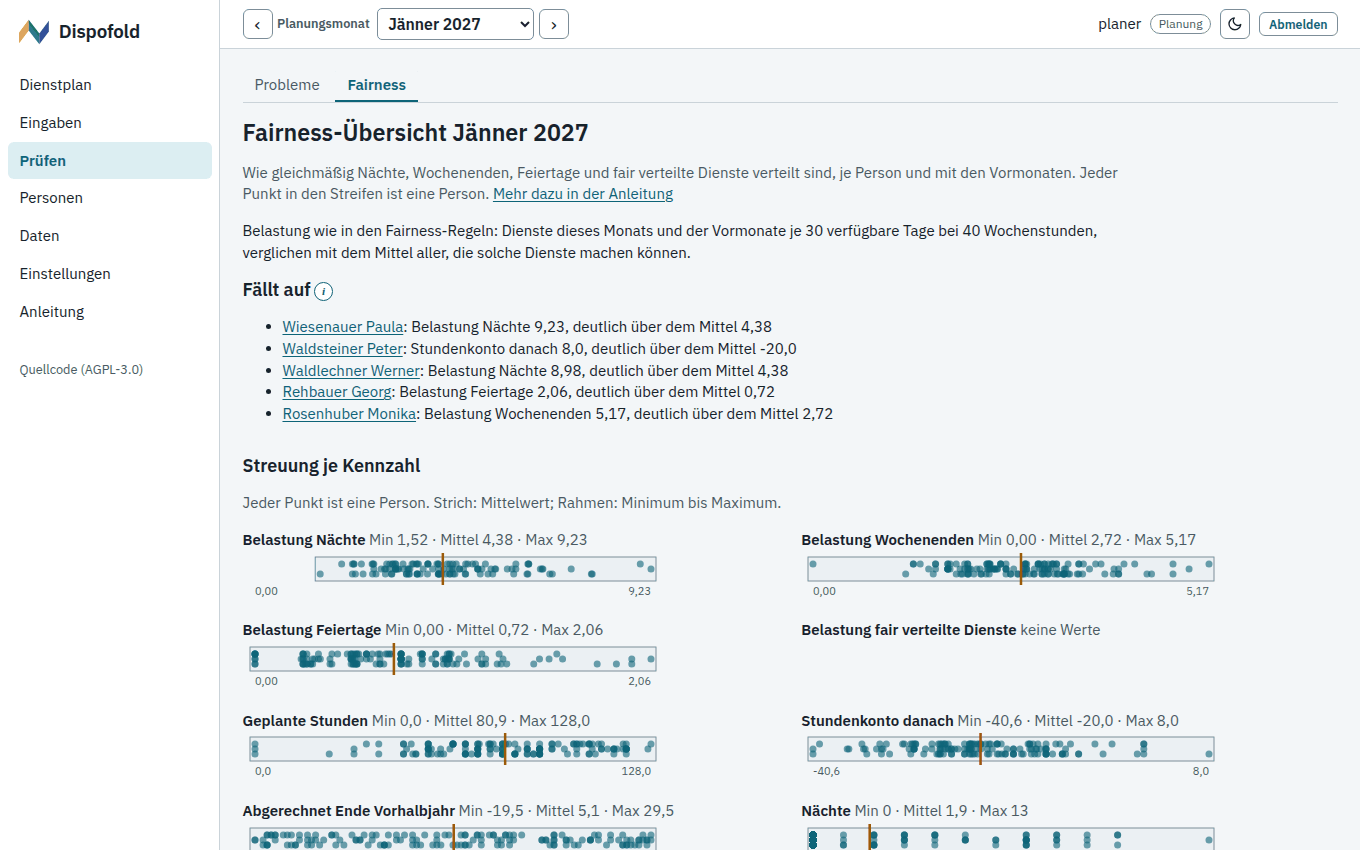 Dispofold
‹ Planungsmonat Jänner 2027 ›
planer Planung Abmelden
Dienstplan
Eingaben
Prüfen
Personen
Daten
Einstellungen
Anleitung
Quellcode (AGPL-3.0)
Probleme Fairness
Fairness-Übersicht Jänner 2027
Wie gleichmäßig Nächte, Wochenenden, Feiertage und fair verteilte Dienste verteilt sind, je Person und mit den Vormonaten. Jeder
Punkt in den Streifen ist eine Person. Mehr dazu in der Anleitung
Belastung wie in den Fairness-Regeln: Dienste dieses Monats und der Vormonate je 30 verfügbare Tage bei 40 Wochenstunden,
verglichen mit dem Mittel aller, die solche Dienste machen können.
Fällt auf i
Wiesenauer Paula: Belastung Nächte 9,23, deutlich über dem Mittel 4,38
Waldsteiner Peter: Stundenkonto danach 8,0, deutlich über dem Mittel -20,0
Waldlechner Werner: Belastung Nächte 8,98, deutlich über dem Mittel 4,38
Rehbauer Georg: Belastung Feiertage 2,06, deutlich über dem Mittel 0,72
Rosenhuber Monika: Belastung Wochenenden 5,17, deutlich über dem Mittel 2,72
Streuung je Kennzahl
Jeder Punkt ist eine Person. Strich: Mittelwert; Rahmen: Minimum bis Maximum.
Belastung Nächte Min 1,52 · Mittel 4,38 · Max 9,23
0,00 9,23
Belastung Wochenenden Min 0,00 · Mittel 2,72 · Max 5,17
0,00 5,17
Belastung Feiertage Min 0,00 · Mittel 0,72 · Max 2,06
0,00 2,06
Belastung fair verteilte Dienste keine Werte
Geplante Stunden Min 0,0 · Mittel 80,9 · Max 128,0
0,0 128,0
Stundenkonto danach Min -40,6 · Mittel -20,0 · Max 8,0
-40,6 8,0
Abgerechnet Ende Vorhalbjahr Min -19,5 · Mittel 5,1 · Max 29,5
Nächte Min 0 · Mittel 1,9 · Max 13